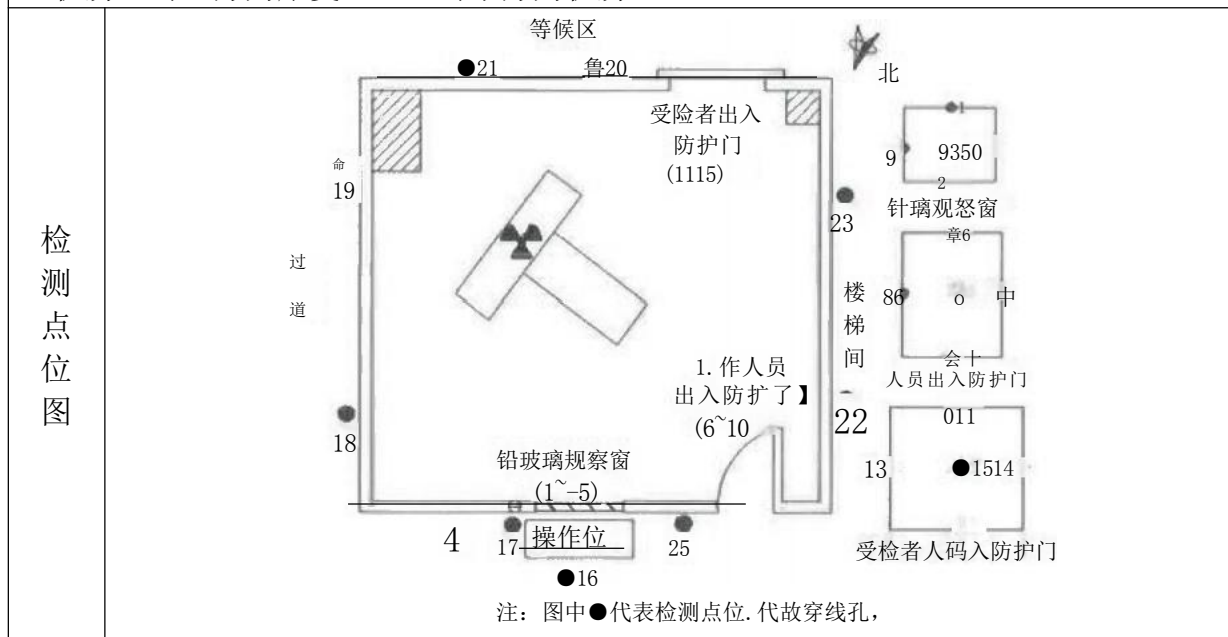 等候区
●21
鲁20
北
受险者出入
防护门
(1115)
1
9
9350
2
针璃观怒窗
命
19
23
章6
检测点位图
过道
楼梯间
86
o
中
会十
人员出入防护门
1.作人员
出入防扩了】
(6~10
22
011
18
13
●1514
铅玻璃规察窗
(1~-5)
4
17
操作位
25
受检者人码入防护门
●16
注：图中●代表检测点位.代故穿线孔，